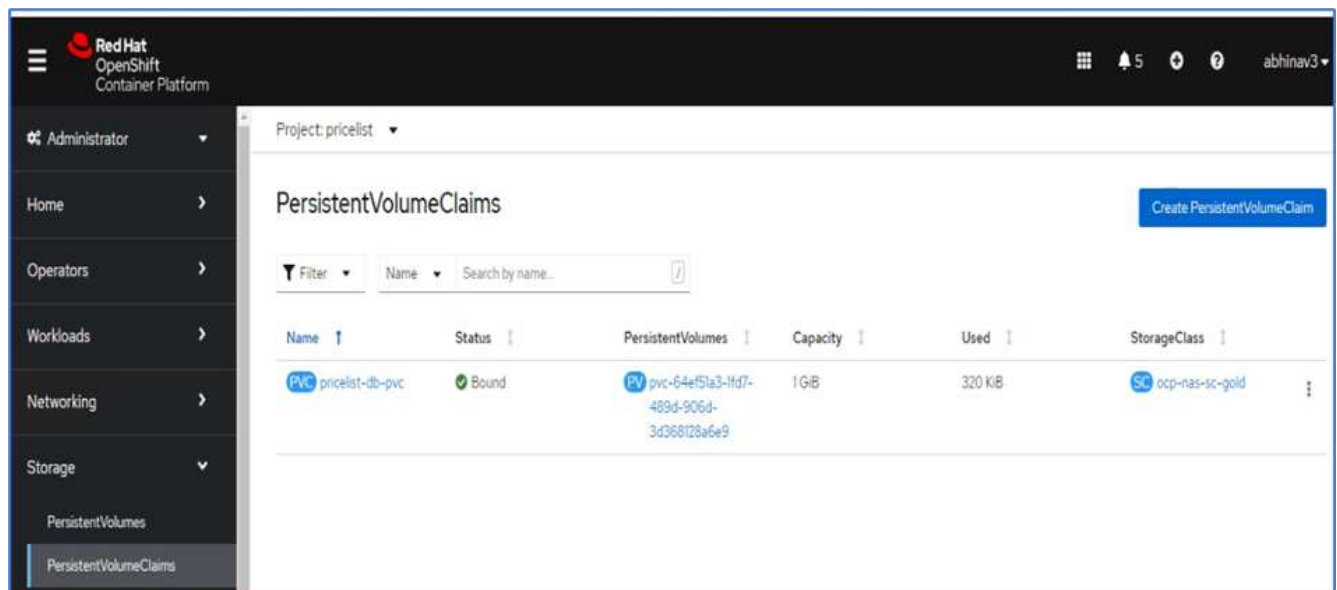 Red Hat
OpenShift
Container Platform
5
abhinav3
Administrator
Project: pricelist
Home
PersistentVolumeClaims
Create PersistentVolumeClaim
Operators
Filter
Name
Search by name...
/
Workloads
Name Status PersistentVolumes Capacity Used StorageClass
PVC pricelist-db-pvc Bound PV pvc-64ef51a3-1fd7- 1 GiB 320 KiB SC ocp-nas-sc-gold
489d-906d-
3d368128a6e9
Networking
Storage
PersistentVolumes
PersistentVolumeClaims